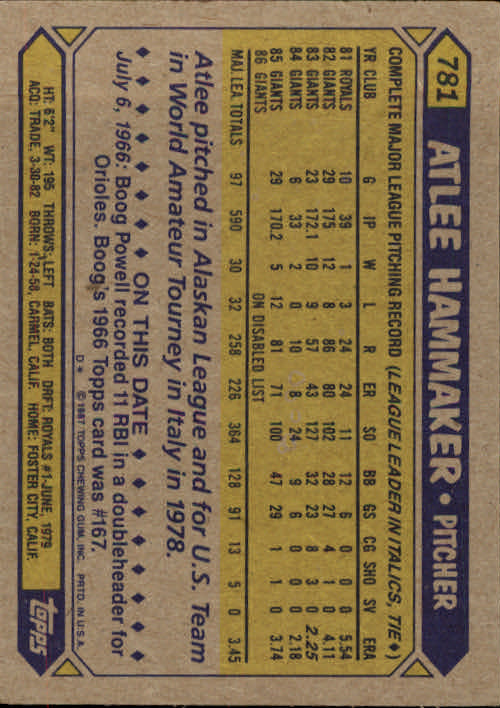 781 ATLEE HAMMAKER • PITCHER
COMPLETE MAJOR LEAGUE PITCHING RECORD (LEAGUE LEADER IN ITALICS, TIE♦)
YR CLUB G IP W L R ER SO BB GS CG SHO SV ERA
81 ROYALS 10 39 1 3 24 24 11 12 6 0 0 0 5.54
82 GIANTS 29 175 12 8 86 80 102 28 27 4 1 0 4.11
83 GIANTS 23 172.1 10 9 57 43 127 32 23 8 3 0 2.25
84 GIANTS 6 33 2 0 10 8 24 9 6 0 0 0 2.18
85 GIANTS 29 170.2 5 12 81 71 100 47 29 1 1 0 3.74
86 GIANTS ON DISABLED LIST
MAJ. LEA. TOTALS 97 590 30 32 258 226 364 128 91 13 5 0 3.45
Atlee pitched in Alaskan League and for U.S. Team
in World Amateur Tourney in Italy in 1978.
♦ ♦ ♦ ♦ ♦ ON THIS DATE ♦ ♦ ♦ ♦ ♦
July 6, 1966: Boog Powell recorded 11 RBI in a doubleheader for
Orioles. Boog's 1966 Topps card was #167.
D* © 1987 TOPPS CHEWING GUM, INC. PRTD. IN U.S.A.
HT: 6'2" WT: 195 THROWS: LEFT BATS: BOTH DRFT: ROYALS #1-JUNE, 1979
ACQ: TRADE, 3-30-82 BORN: 1-24-58, CARMEL, CALIF. HOME: FOSTER CITY, CALIF.
topps